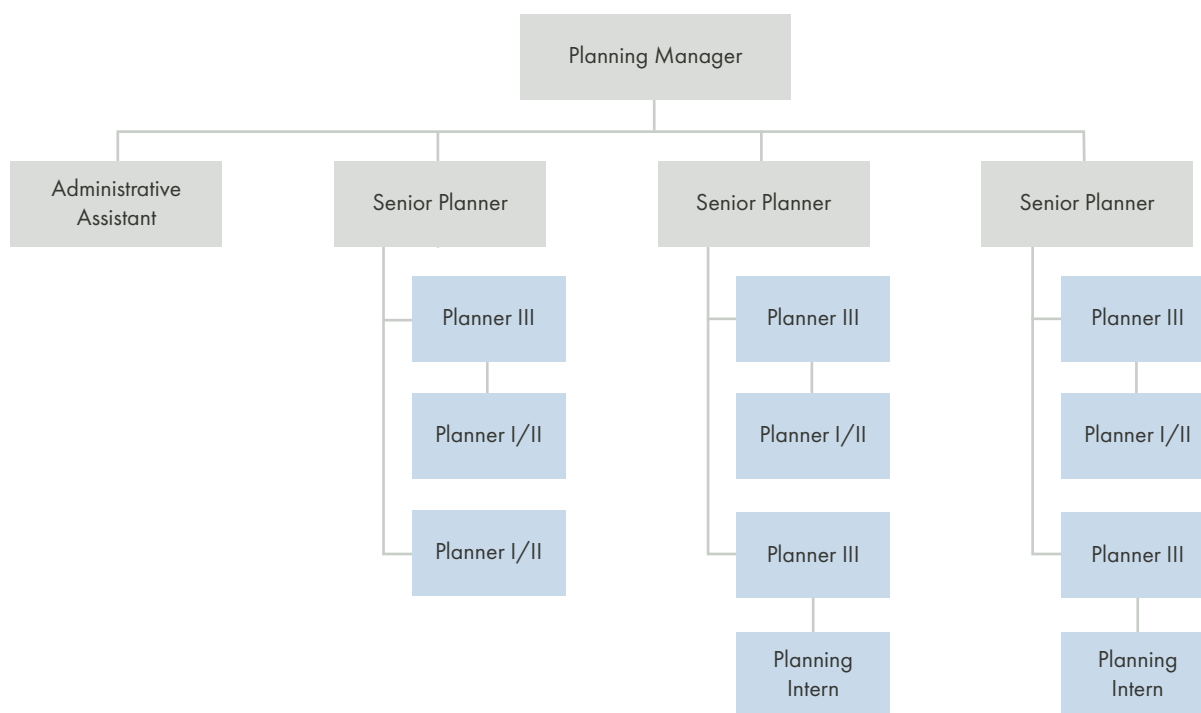 Planning Manager
Administrative
Assistant
Senior Planner
Senior Planner
Senior Planner
Planner III
Planner III
Planner III
Planner I/II
Planner I/II
Planner I/II
Planner I/II
Planner III
Planner III
Planning
Intern
Planning
Intern